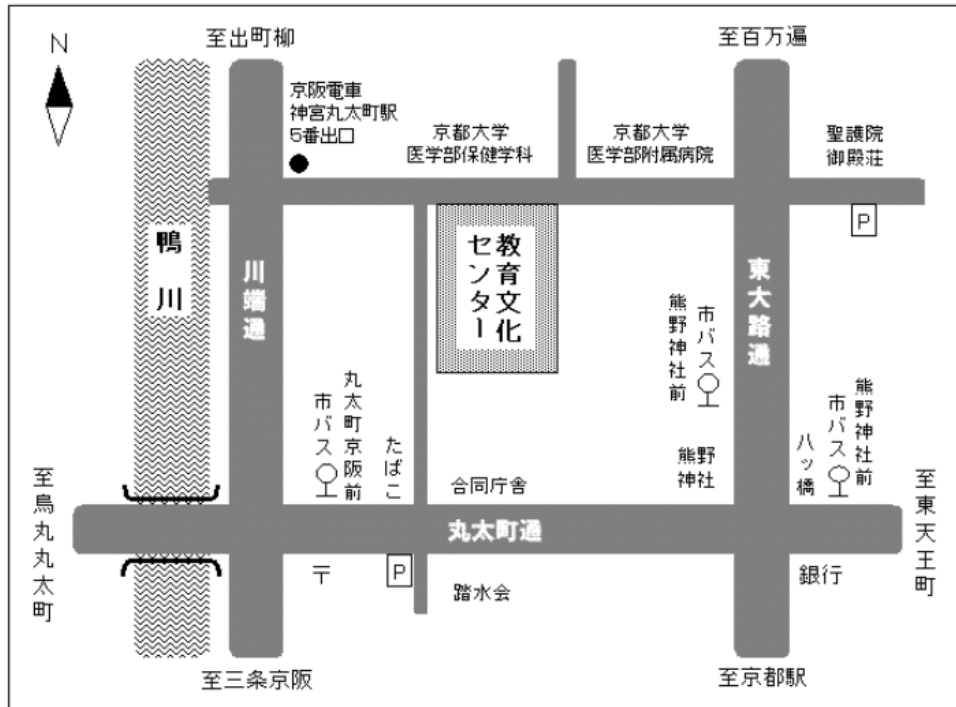 N
至出町柳
至百万遍
京阪電車
神宮丸太町駅
5番出口
京都大学
医学部保健学科
京都大学
医学部附属病院
聖護院
御殿荘
P
鴨川
川端通
教育文化
センター
東大路通
市バス
熊野神社前
丸太町京阪前
市バス
たばこ
合同庁舎
熊野
神社
熊野神社前
市バス
八ッ橋
至烏丸丸太町
丸太町通
至東天王町
〒
P
踏水会
銀行
至三条京阪
至京都駅